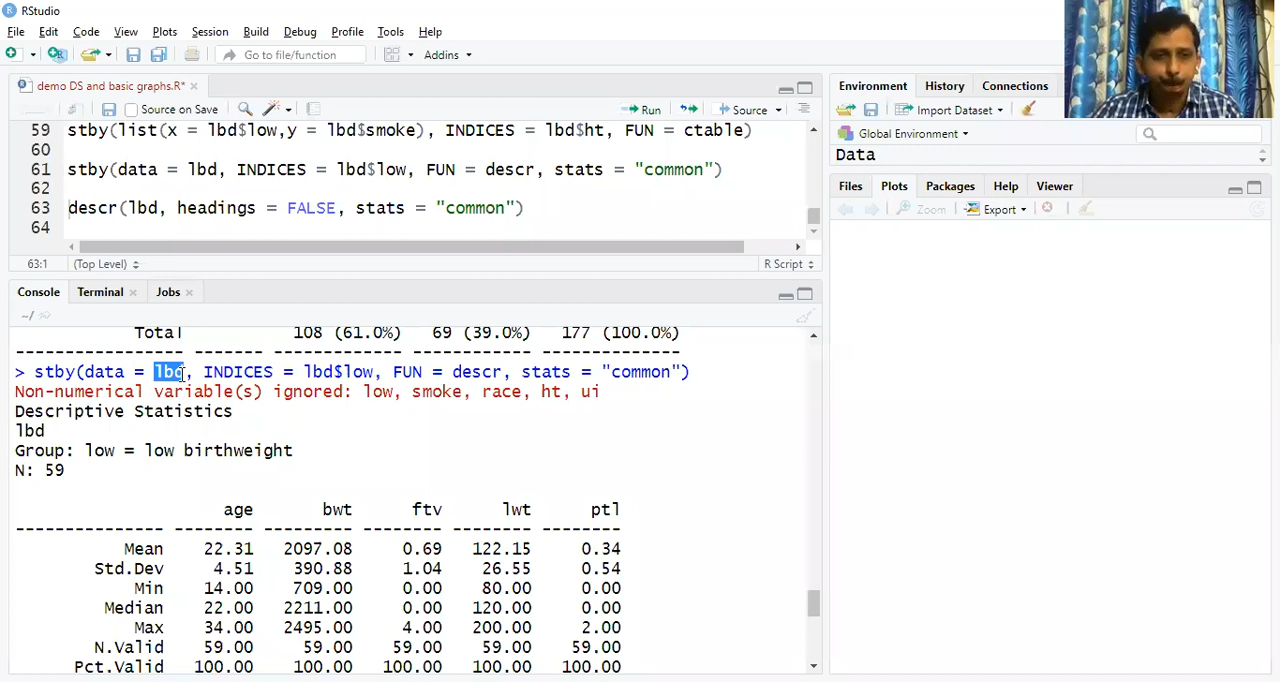 RStudio
File Edit Code View Plots Session Build Debug Profile Tools Help
Go to file/function Addins
demo DS and basic graphs.R*
Source on Save Run Source
59 stby(list(x = lbd$low,y = lbd$smoke), INDICES = lbd$ht, FUN = ctable)
60
61 stby(data = lbd, INDICES = lbd$low, FUN = descr, stats = "common")
62
63 descr(lbd, headings = FALSE, stats = "common")
64
63:1 (Top Level) R Script
Console Terminal Jobs
~/
Total 108 (61.0%) 69 (39.0%) 177 (100.0%)
----------------- ------- ------------- ------------ --------------
> stby(data = lbd, INDICES = lbd$low, FUN = descr, stats = "common")
Non-numerical variable(s) ignored: low, smoke, race, ht, ui
Descriptive Statistics
lbd
Group: low = low birthweight
N: 59
age bwt ftv lwt ptl
--------------- -------- --------- -------- -------- --------
Mean 22.31 2097.08 0.69 122.15 0.34
Std.Dev 4.51 390.88 1.04 26.55 0.54
Min 14.00 709.00 0.00 80.00 0.00
Median 22.00 2211.00 0.00 120.00 0.00
Max 34.00 2495.00 4.00 200.00 2.00
N.Valid 59.00 59.00 59.00 59.00 59.00
Pct.Valid 100.00 100.00 100.00 100.00 100.00
Environment History Connections
Import Dataset
Global Environment
Data
Files Plots Packages Help Viewer
Zoom Export